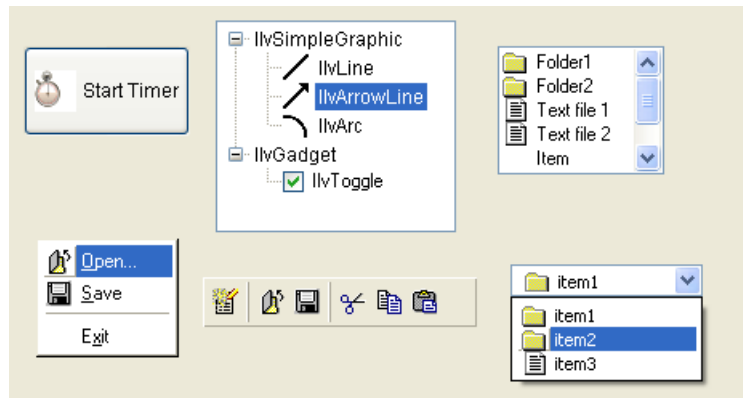 Start Timer
IlvSimpleGraphic
IlvLine
IlvArrowLine
IlvArc
IlvGadget
IlvToggle
Folder1
Folder2
Text file 1
Text file 2
Item
Open...
Save
Exit
item1
item1
item2
item3